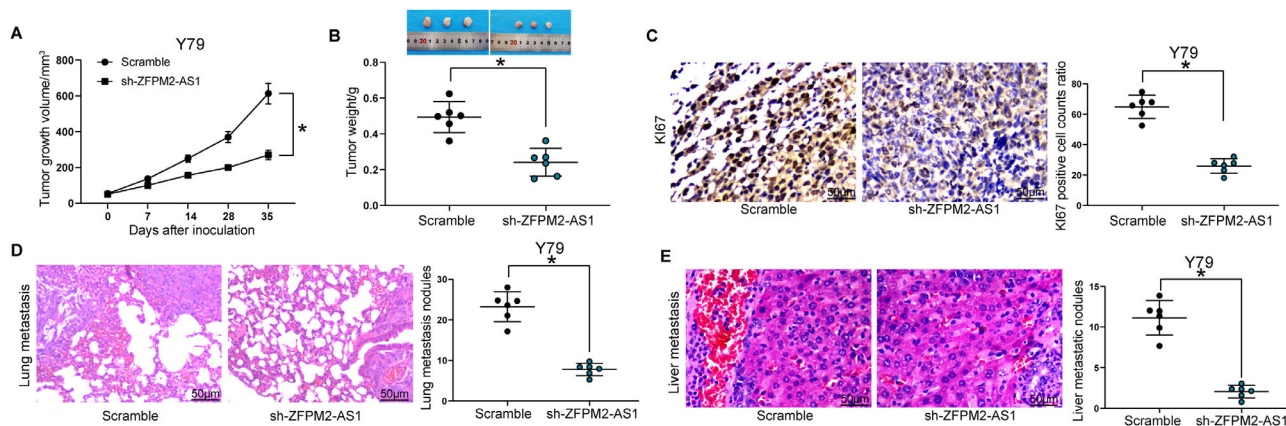 A
Y79
Scramble
sh-ZFPM2-AS1
Tumor growth volume/mm³
800
600
400
200
0
*
0 7 14 28 35
Days after inoculation
B
Tumor weight/g
0.8
0.6
0.4
0.2
0.0
*
Scramble sh-ZFPM2-AS1
C
KI67
50μm
50μm
Scramble sh-ZFPM2-AS1
Y79
*
KI67 positive cell counts ratio
80
60
40
20
0
Scramble sh-ZFPM2-AS1
D
Lung metastasis
50μm
50μm
Scramble sh-ZFPM2-AS1
Y79
*
Lung metastasis nodules
40
30
20
10
0
Scramble sh-ZFPM2-AS1
E
Liver metastasis
50μm
50μm
Scramble sh-ZFPM2-AS1
Y79
*
Liver metastatic nodules
15
10
5
0
Scramble sh-ZFPM2-AS1